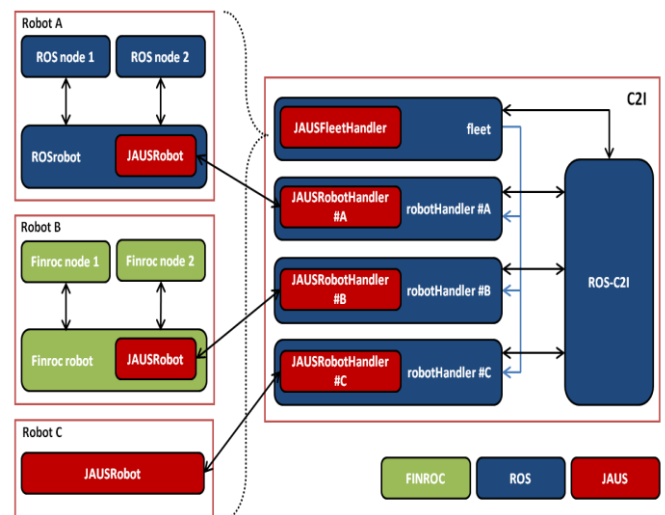 Robot A
ROS node 1
ROS node 2
ROSrobot
JAUSRobot
Robot B
Finroc node 1
Finroc node 2
Finroc robot
JAUSRobot
Robot C
JAUSRobot
C2I
JAUSFleetHandler
fleet
JAUSRobotHandler
#A
robotHandler #A
JAUSRobotHandler
#B
robotHandler #B
JAUSRobotHandler
#C
robotHandler #C
ROS-C2I
FINROC
ROS
JAUS